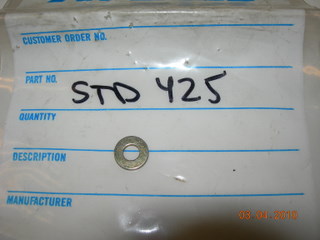 CUSTOMER ORDER NO.
PART NO.
STD 425
QUANTITY
DESCRIPTION
MANUFACTURER